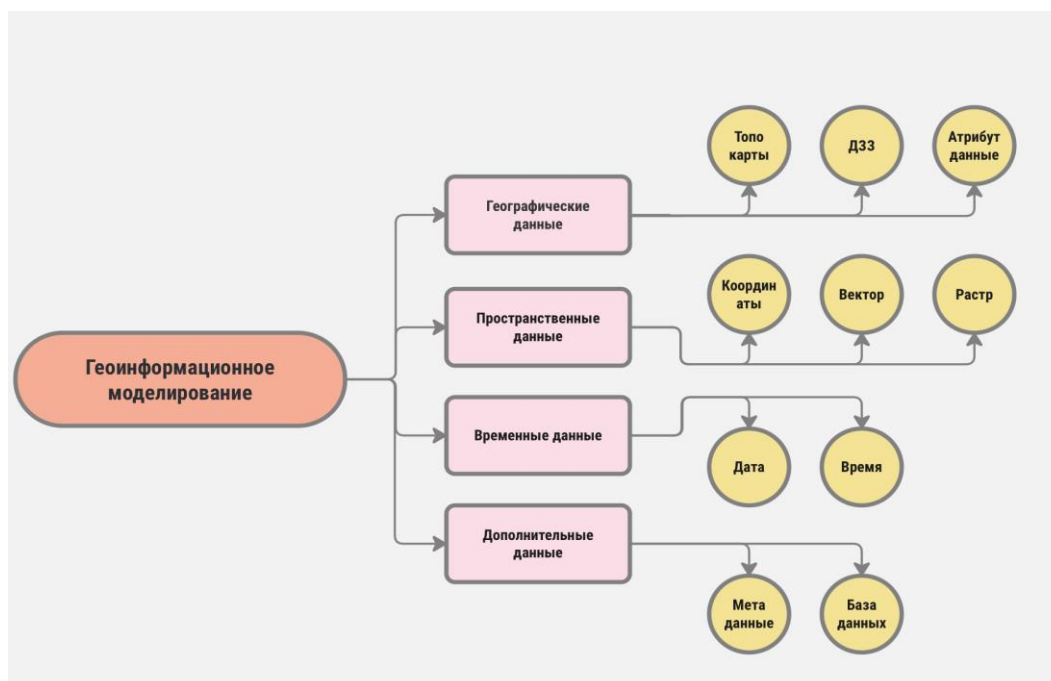 Топо
карты
ДЗЗ
Атрибут
данные
Географические
данные
Координ
аты
Вектор
Растр
Пространственные
данные
Геоинформационное
моделирование
Временные данные
Дата
Время
Дополнительные
данные
Мета
данные
База
данных